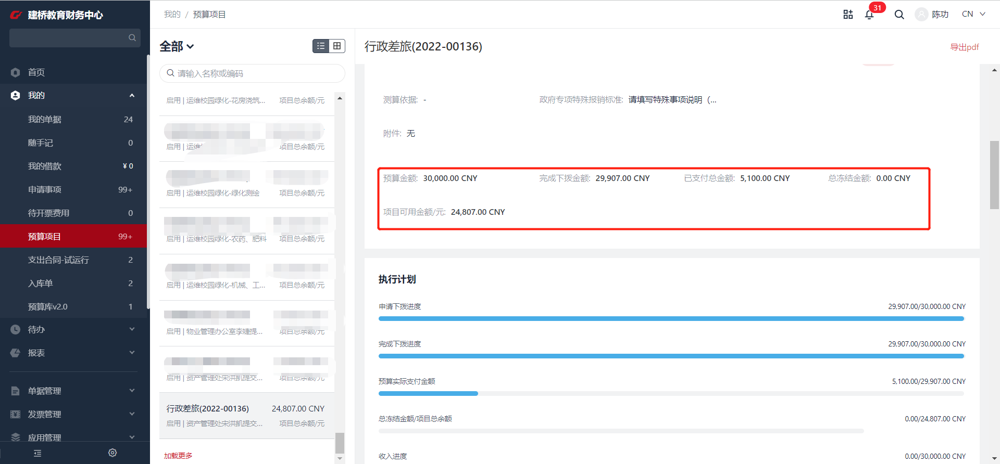 建桥教育财务中心
首页
我的
我的单据 24
随手记 0
我的借款 ¥ 0
申请事项 99+
待开票费用 0
预算项目 99+
支出合同-试运行 2
入库单 2
预算库v2.0 1
待办
报表
单据管理
发票管理
应用管理
我的 / 预算项目
31
陈功
CN
全部
请输入名称或编码
启用 | 运维校园绿化-花房浇筑... 项目总余额/元
启用 | 运维 项目总余额/元
启用 | 运维校园绿化-绿化测绘 项目总余额/元
启用 | 运维校园绿化-农药、肥料 项目总余额/元
启用 | 运维校园绿化-机械、工... 项目总余额/元
启用 | 物业管理办公室李婕提... 项目总余额/元
启用 | 资产管理处宋洪凯提交... 项目总余额/元
行政差旅(2022-00136) 24,807.00 CNY
启用 | 资产管理处宋洪凯提交... 项目总余额/元
加载更多
行政差旅(2022-00136)
导出pdf
测算依据: -
政府专项特殊报销标准: 请填写特殊事项说明（...
附件: 无
预算金额: 30,000.00 CNY
完成下拨金额: 29,907.00 CNY
已支付总金额: 5,100.00 CNY
总冻结金额: 0.00 CNY
项目可用金额/元: 24,807.00 CNY
执行计划
申请下拨进度 29,907.00/30,000.00 CNY
完成下拨进度 29,907.00/30,000.00 CNY
预算实际支付金额 5,100.00/29,907.00 CNY
总冻结金额/项目总余额 0.00/24,807.00 CNY
收入进度 0.00/30,000.00 CNY